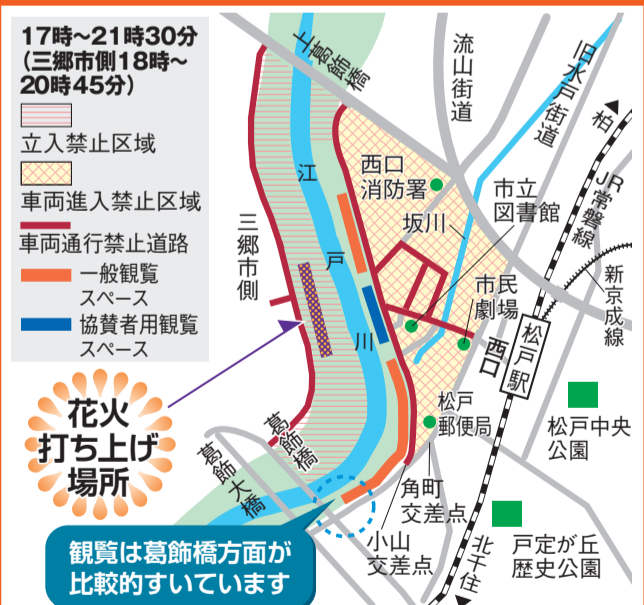 17時～21時30分
(三郷市側18時～
20時45分)
立入禁止区域
車両進入禁止区域
車両通行禁止道路
一般観覧
スペース
協賛者用観覧
スペース
上葛飾橋
流山街道
旧水戸街道
柏
JR常磐線
新京成線
西口
消防署
坂川
市立
図書館
市民
劇場
江戸川
三郷市側
松戸駅
西口
松戸
郵便局
松戸中央
公園
花火
打ち上げ
場所
葛飾橋
葛飾大橋
角町
交差点
小山
交差点
戸定が丘
歴史公園
北千住
観覧は葛飾橋方面が
比較的すいています